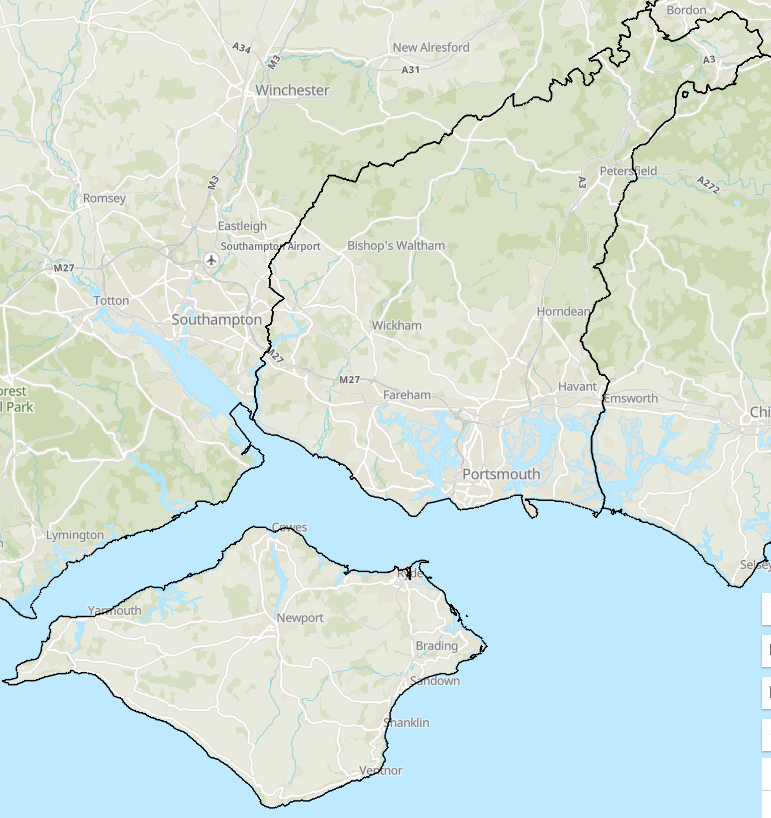 Bordon
A34
M3
New Alresford
A31
A3
Winchester
Petersfield
A3
A272
M3
Romsey
Eastleigh
Southampton Airport
Bishop's Waltham
M27
Totton
Southampton
Wickham
Horndean
M27
M27
Fareham
Havant
Emsworth
orest
l Park
Chi
Portsmouth
Lymington
Cowes
Selsey
Ryde
Yarmouth
Newport
Brading
Sandown
Shanklin
Ventnor